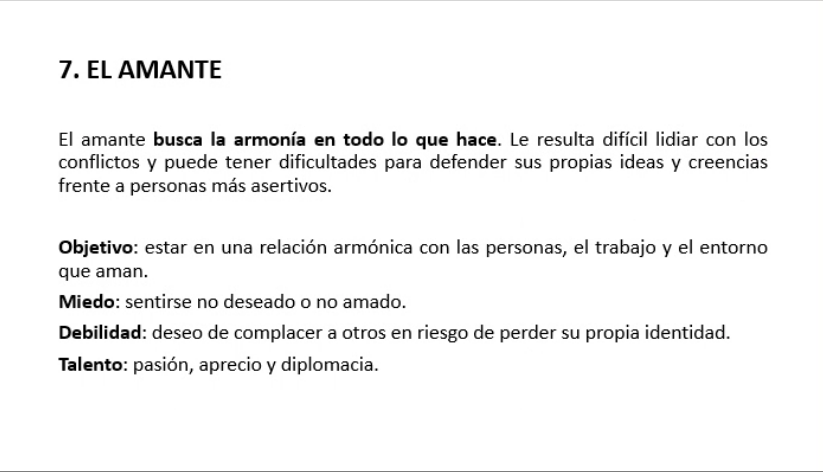 7. EL AMANTE
El amante busca la armonía en todo lo que hace. Le resulta difícil lidiar con los
conflictos y puede tener dificultades para defender sus propias ideas y creencias
frente a personas más asertivos.
Objetivo: estar en una relación armónica con las personas, el trabajo y el entorno
que aman.
Miedo: sentirse no deseado o no amado.
Debilidad: deseo de complacer a otros en riesgo de perder su propia identidad.
Talento: pasión, aprecio y diplomacia.